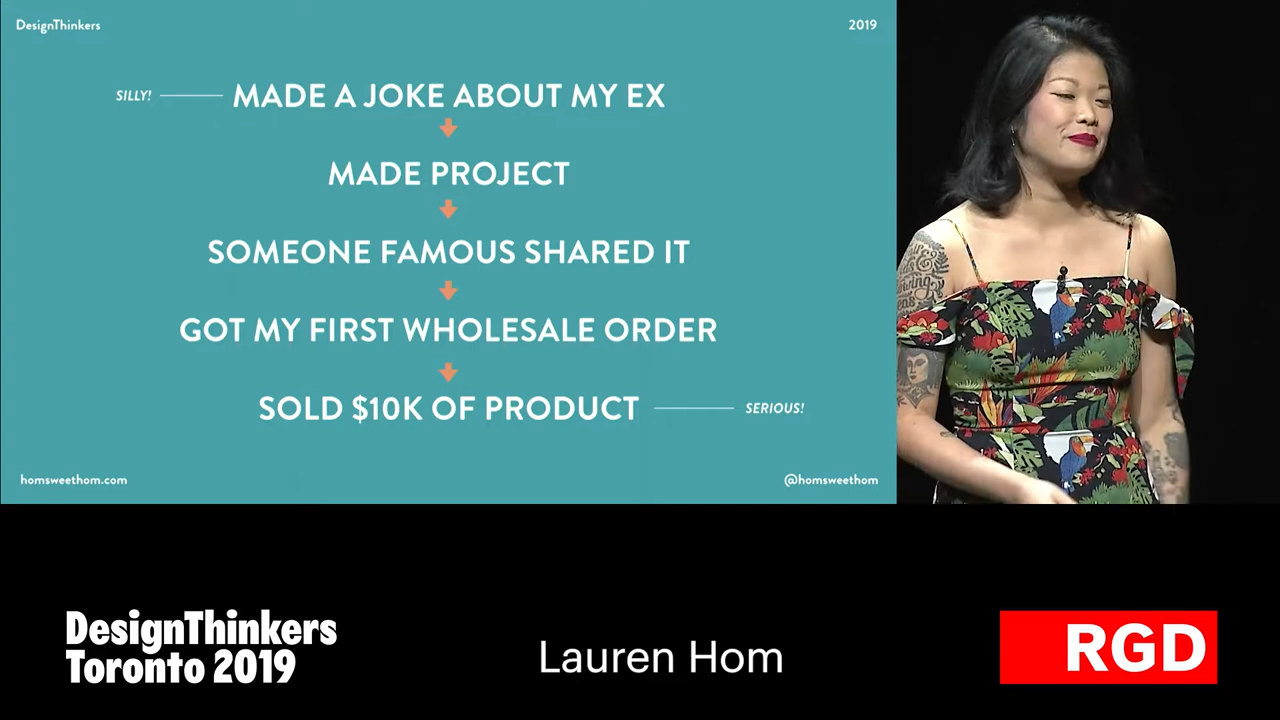 DesignThinkers
2019
SILLY! MADE A JOKE ABOUT MY EX
MADE PROJECT
SOMEONE FAMOUS SHARED IT
GOT MY FIRST WHOLESALE ORDER
SOLD $10K OF PRODUCT SERIOUS!
homsweethom.com
@homsweethom
DesignThinkers
Toronto 2019
Lauren Hom
RGD